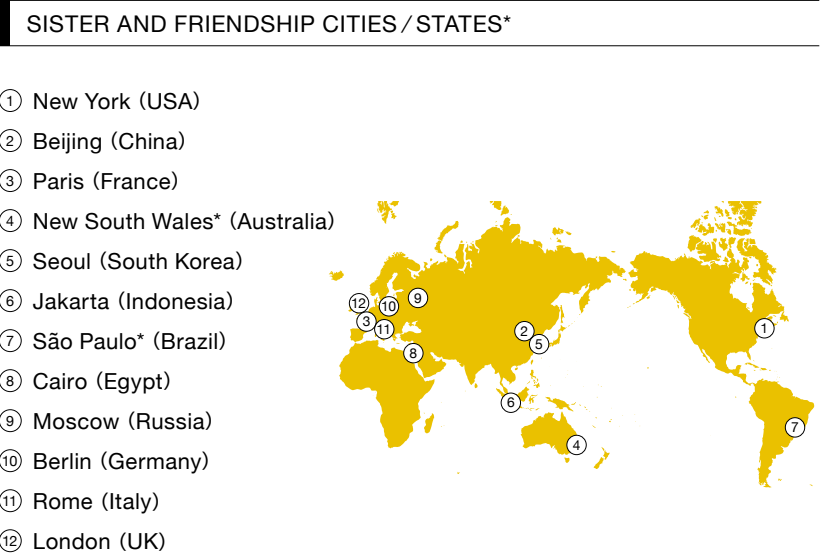 SISTER AND FRIENDSHIP CITIES / STATES*
① New York (USA)
② Beijing (China)
③ Paris (France)
④ New South Wales* (Australia)
⑤ Seoul (South Korea)
⑥ Jakarta (Indonesia)
⑦ São Paulo* (Brazil)
⑧ Cairo (Egypt)
⑨ Moscow (Russia)
⑩ Berlin (Germany)
⑪ Rome (Italy)
⑫ London (UK)
⑨
⑫
⑩
③
⑪
②
①
⑤
⑧
⑥
⑦
④